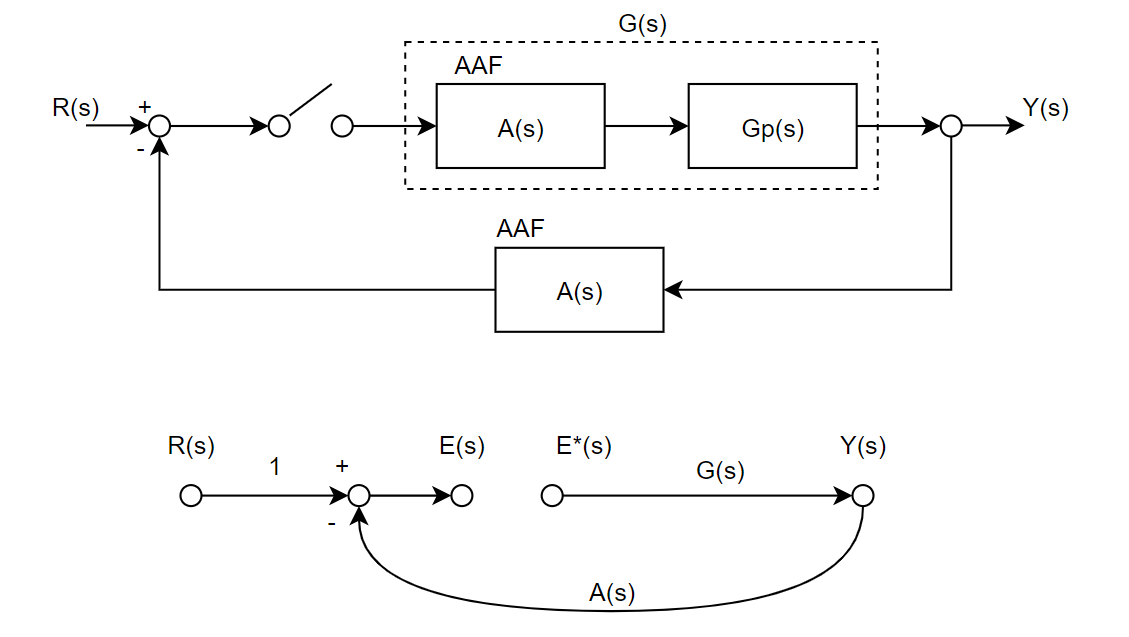 G(s)
AAF
R(s)
+
A(s)
Gp(s)
Y(s)
-
AAF
A(s)
R(s)
E(s)
E*(s)
Y(s)
1
+
G(s)
-
A(s)